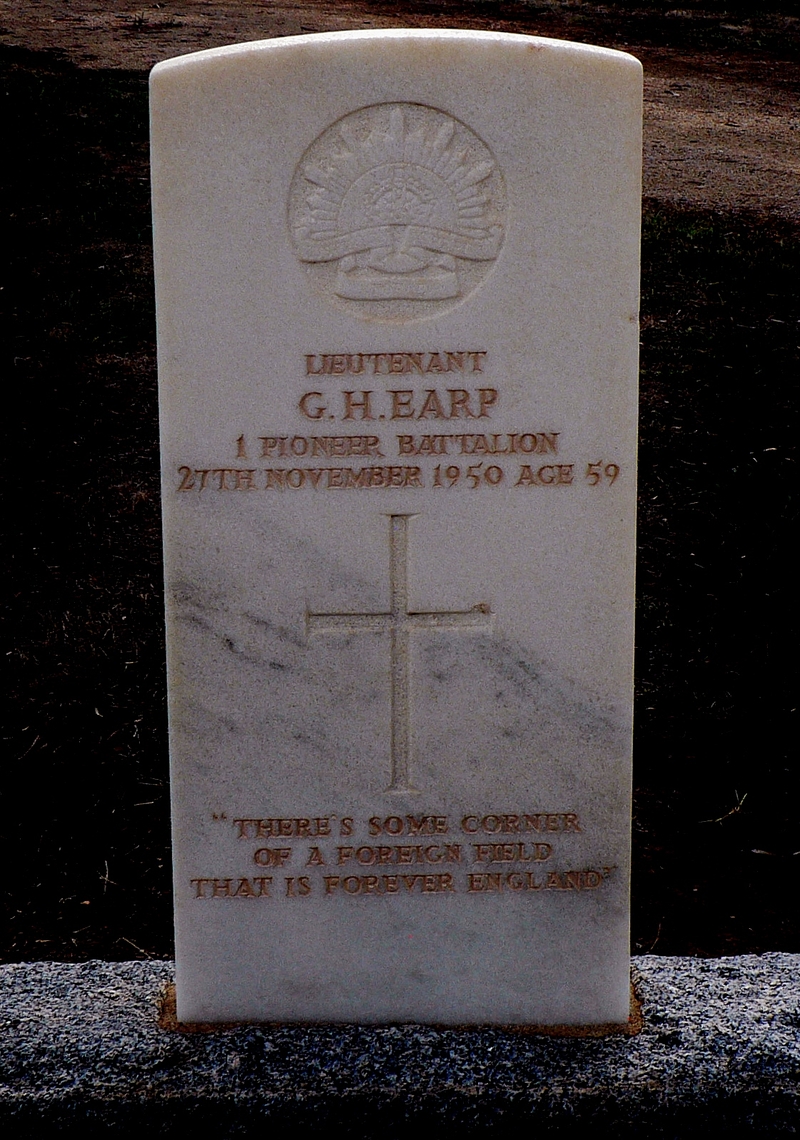 LIEUTENANT
G.H.EARP
1 PIONEER BATTALION
27TH NOVEMBER 1950 AGE 59
"THERE'S SOME CORNER
OF A FOREIGN FIELD
THAT IS FOREVER ENGLAND"